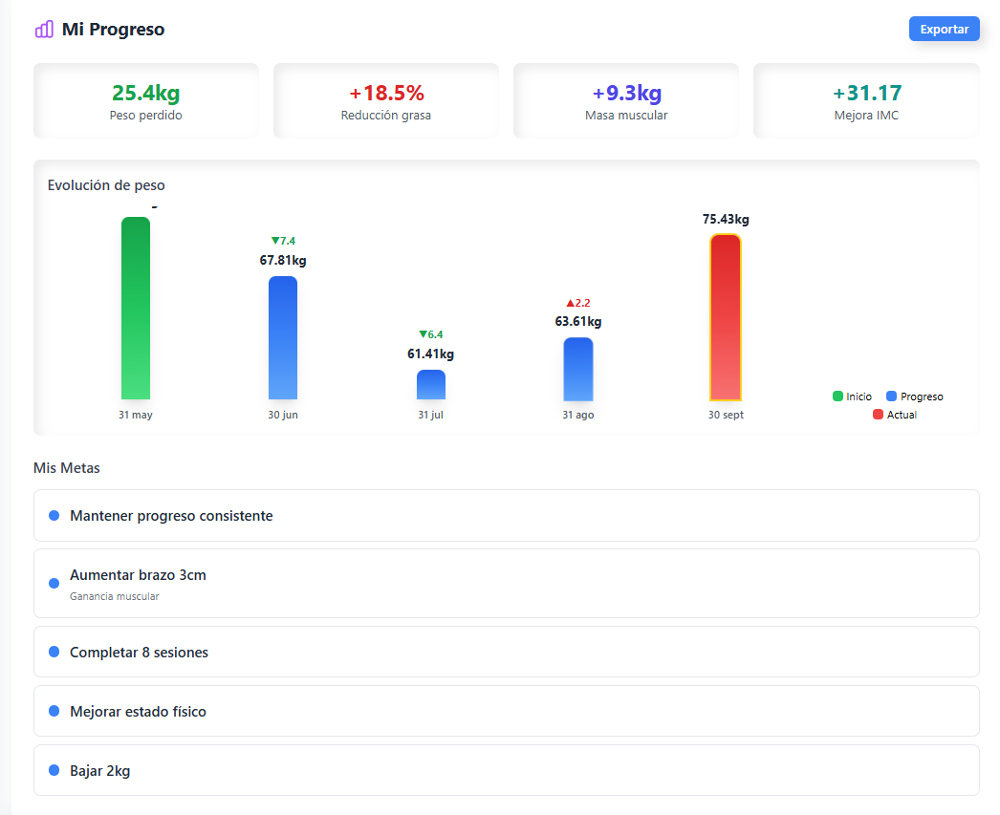 Mi Progreso
Exportar
25.4kg
Peso perdido
+18.5%
Reducción grasa
+9.3kg
Masa muscular
+31.17
Mejora IMC
Evolución de peso
▼7.4
67.81kg
▼6.4
61.41kg
▲2.2
63.61kg
75.43kg
31 may
30 jun
31 jul
31 ago
30 sept
Inicio
Progreso
Actual
Mis Metas
Mantener progreso consistente
Aumentar brazo 3cm
Ganancia muscular
Completar 8 sesiones
Mejorar estado físico
Bajar 2kg